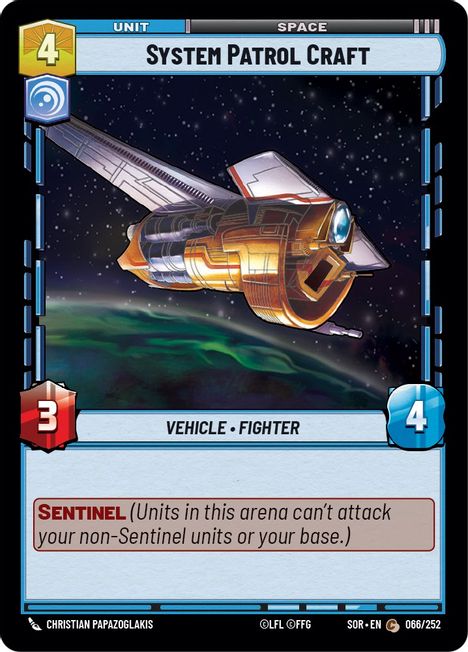 UNIT SPACE
4 SYSTEM PATROL CRAFT
3 VEHICLE • FIGHTER 4
SENTINEL (Units in this arena can't attack
your non-Sentinel units or your base.)
CHRISTIAN PAPAZOGLAKIS ©LFL ©FFG SOR • EN C 066/252